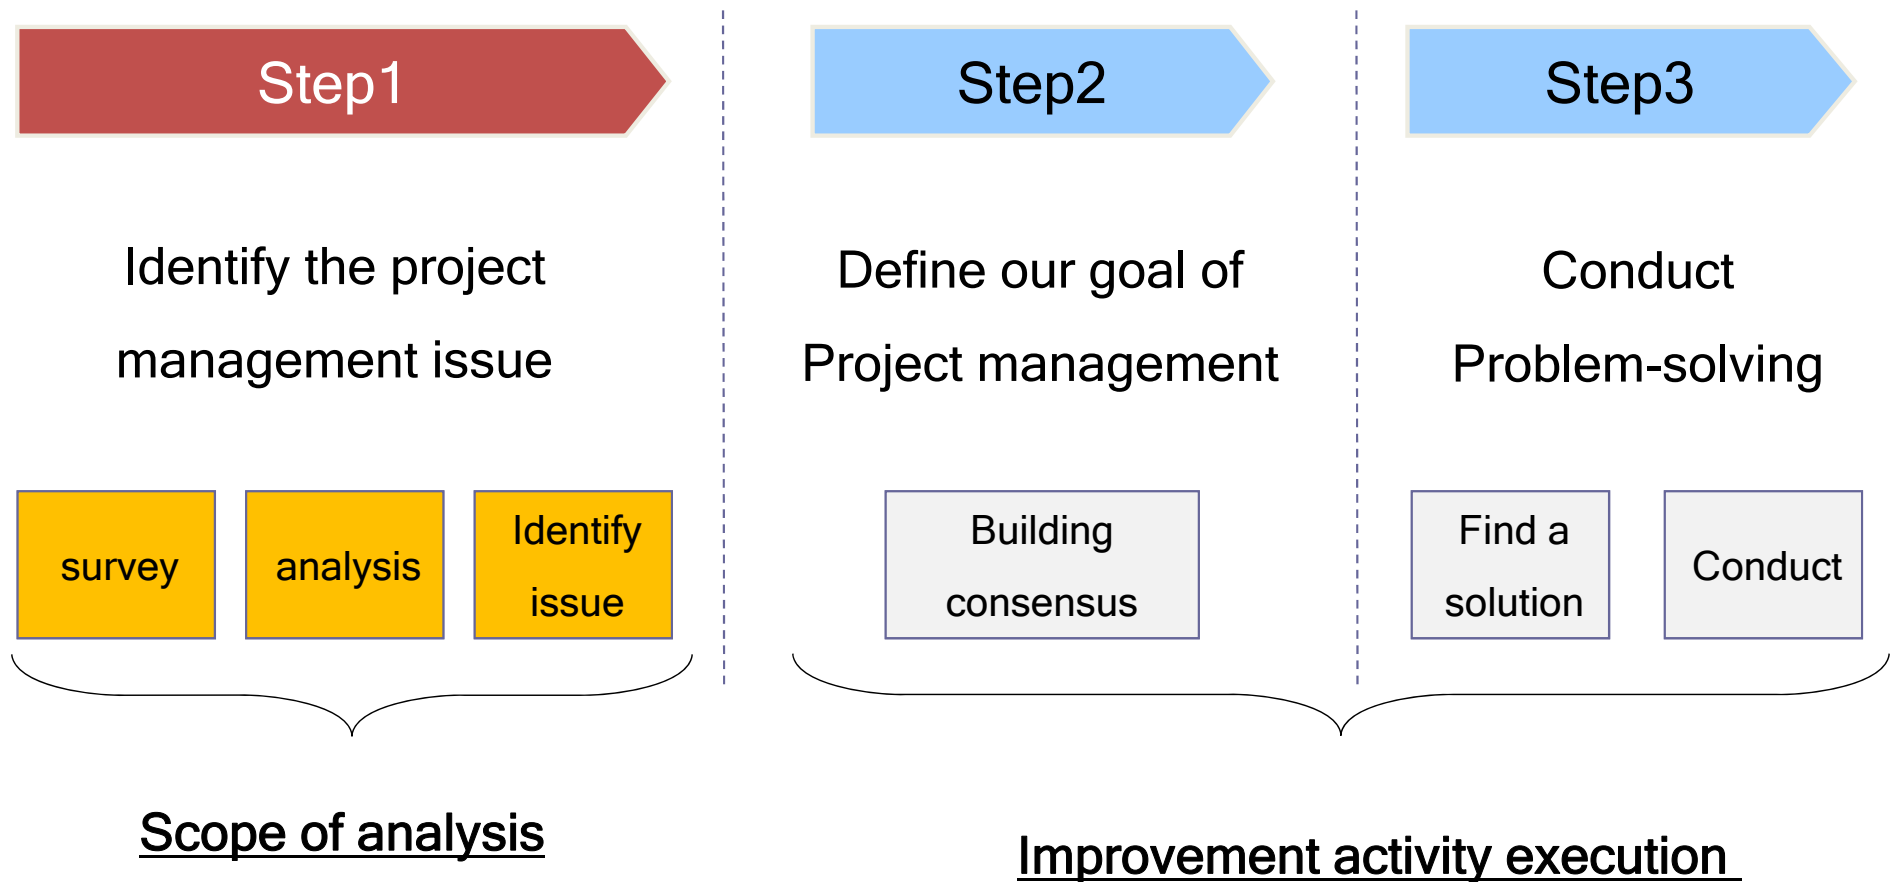 Step1
Step2
Step3
Identify the project
management issue
Define our goal of
Project management
Conduct
Problem-solving
survey
analysis
Identify
issue
Building
consensus
Find a
solution
Conduct
Scope of analysis
Improvement activity execution